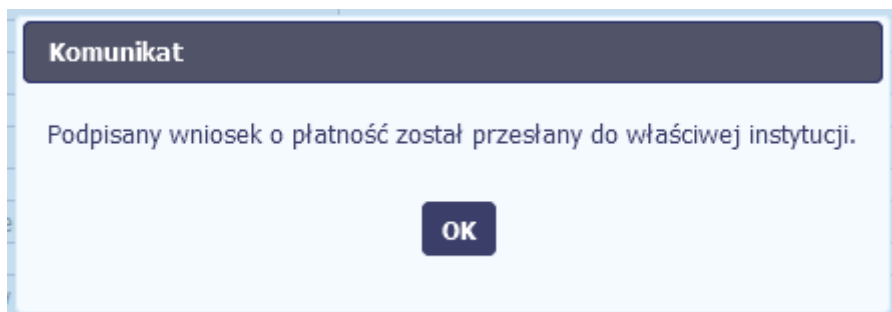 Komunikat
Podpisany wniosek o płatność został przesłany do właściwej instytucji.
OK